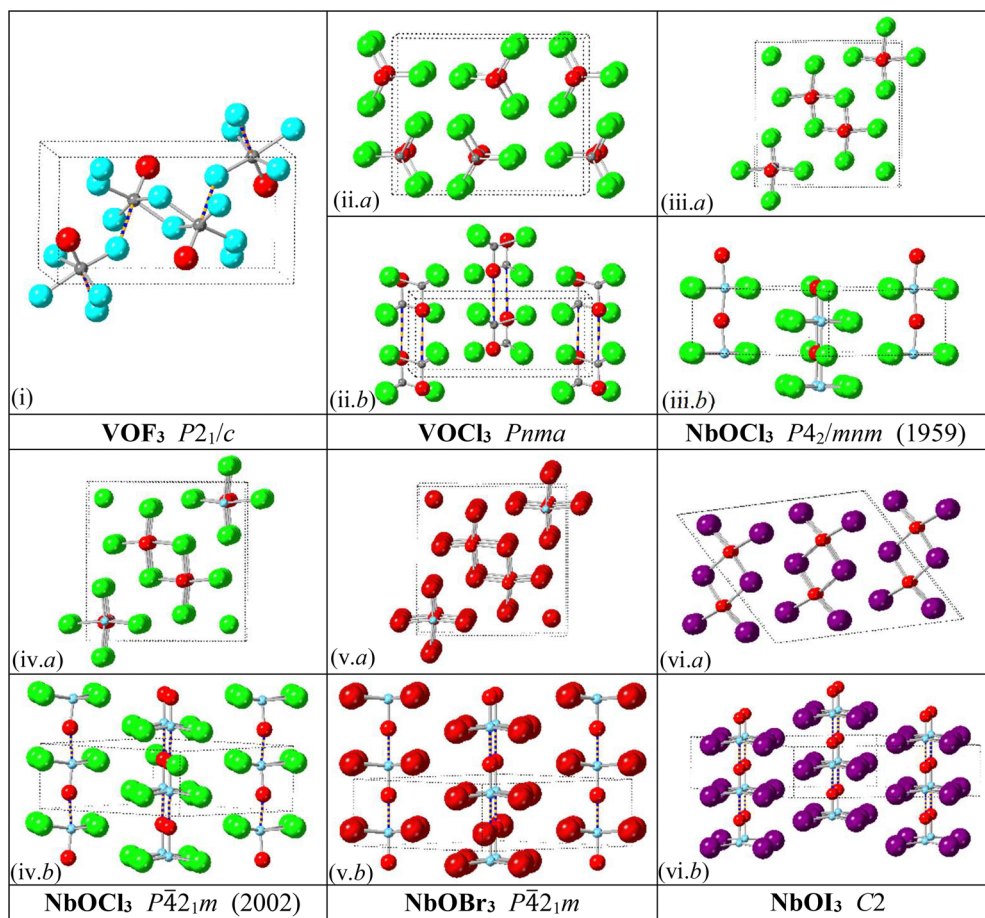 (i)
(ii.a)
(iii.a)
(ii.b)
(iii.b)
VOF₃ P2₁/c
VOCl₃ Pnma
NbOCl₃ P4₂/mnm (1959)
(iv.a)
(v.a)
(vi.a)
(iv.b)
(v.b)
(vi.b)
NbOCl₃ P4̅2₁m (2002)
NbOBr₃ P4̅2₁m
NbOI₃ C2